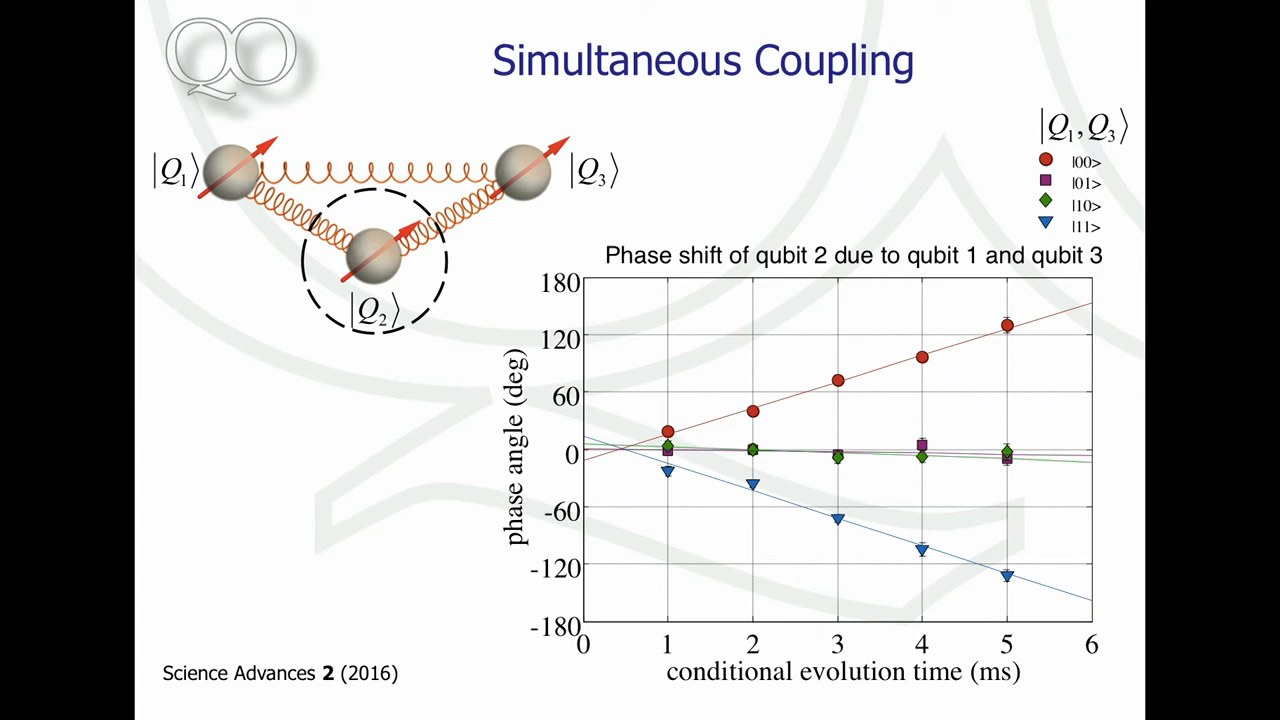 QO
Simultaneous Coupling
|Q₁, Q₃⟩
|Q₁⟩
|Q₃⟩
|Q₂⟩
|00>
|01>
|10>
|11>
Phase shift of qubit 2 due to qubit 1 and qubit 3
phase angle (deg)
180
120
60
0
-60
-120
-180
0 1 2 3 4 5 6
conditional evolution time (ms)
Science Advances 2 (2016)